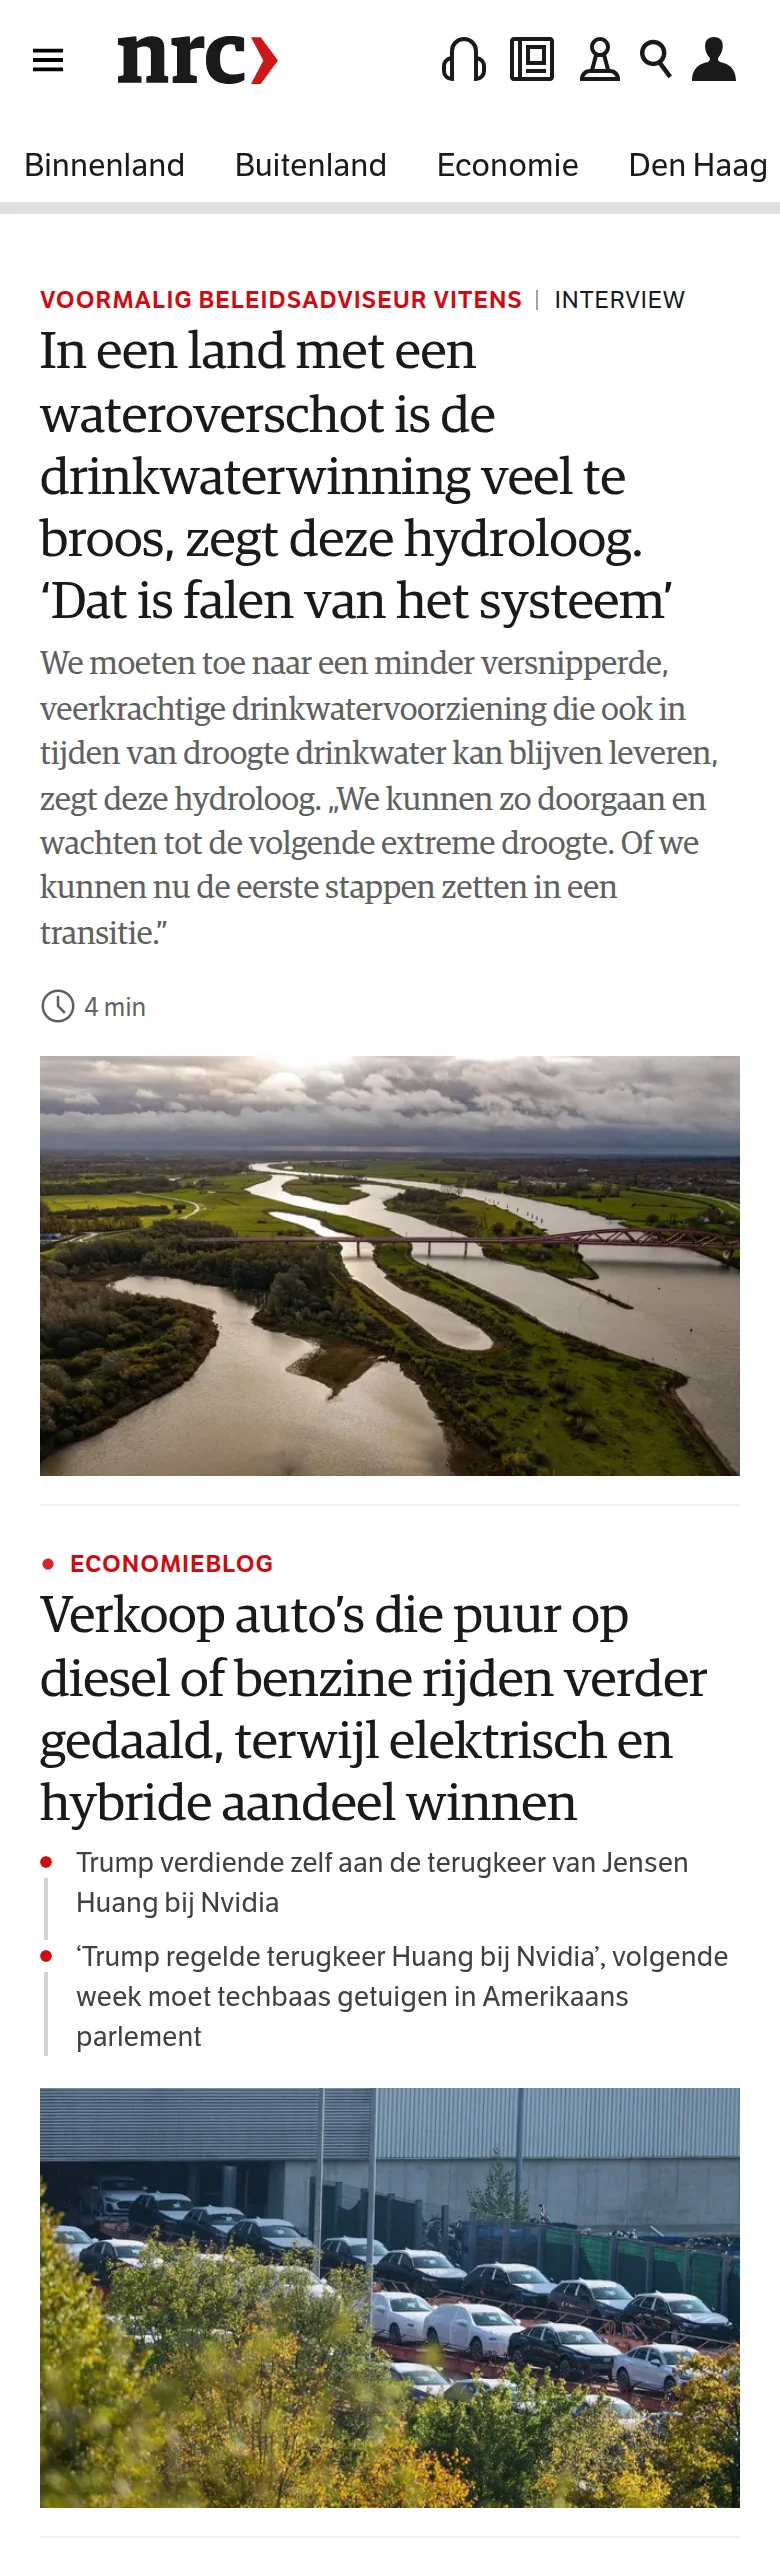 nrc
Binnenland Buitenland Economie Den Haag
VOORMALIG BELEIDSADVISEUR VITENS | INTERVIEW
In een land met een
wateroverschot is de
drinkwaterwinning veel te
broos, zegt deze hydroloog.
‘Dat is falen van het systeem’
We moeten toe naar een minder versnipperde,
veerkrachtige drinkwatervoorziening die ook in
tijden van droogte drinkwater kan blijven leveren,
zegt deze hydroloog. „We kunnen zo doorgaan en
wachten tot de volgende extreme droogte. Of we
kunnen nu de eerste stappen zetten in een
transitie.”
4 min
ECONOMIEBLOG
Verkoop auto’s die puur op
diesel of benzine rijden verder
gedaald, terwijl elektrisch en
hybride aandeel winnen
Trump verdiende zelf aan de terugkeer van Jensen
Huang bij Nvidia
‘Trump regelde terugkeer Huang bij Nvidia’, volgende
week moet techbaas getuigen in Amerikaans
parlement